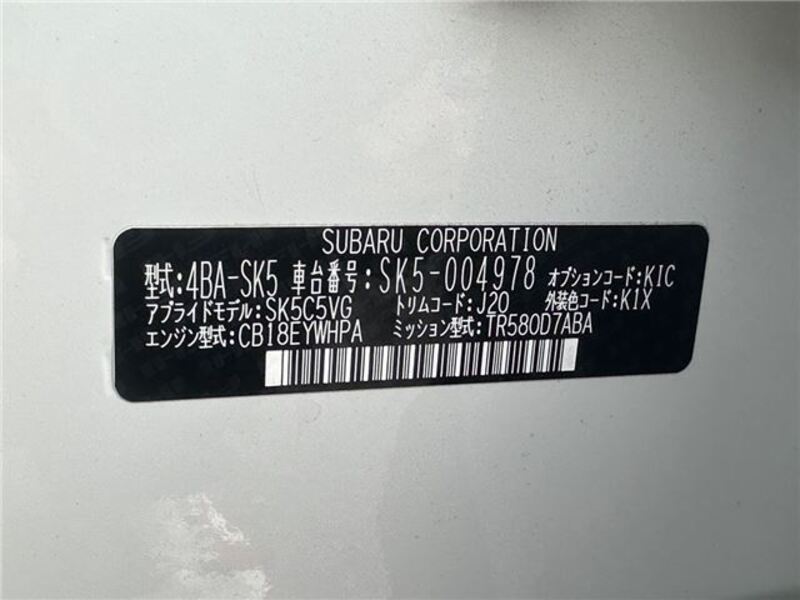 SUBARU CORPORATION
型式:4BA-SK5 車台番号:SK5-004978 オプションコード:KIC
アプライドモデル:SK5C5VG トリムコード:J20 外装色コード:K1X
エンジン型式:CB18EYWHPA ミッション型式:TR580D7ABA